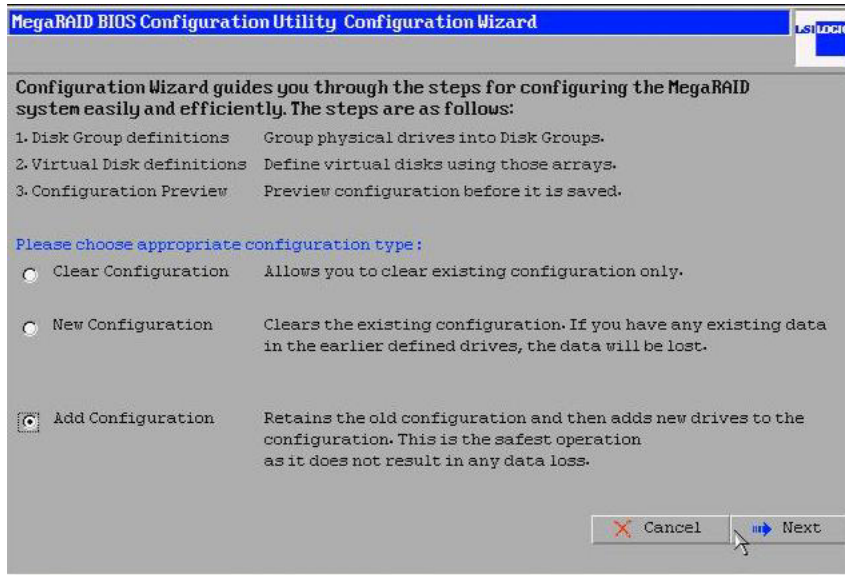 MegaRAID BIOS Configuration Utility Configuration Wizard
LSI LOGIC
Configuration Wizard guides you through the steps for configuring the MegaRAID
system easily and efficiently. The steps are as follows:
1. Disk Group definitions Group physical drives into Disk Groups.
2. Virtual Disk definitions Define virtual disks using those arrays.
3. Configuration Preview Preview configuration before it is saved.
Please choose appropriate configuration type:
Clear Configuration Allows you to clear existing configuration only.
New Configuration Clears the existing configuration. If you have any existing data
in the earlier defined drives, the data will be lost.
Add Configuration Retains the old configuration and then adds new drives to the
configuration. This is the safest operation
as it does not result in any data loss.
Cancel Next